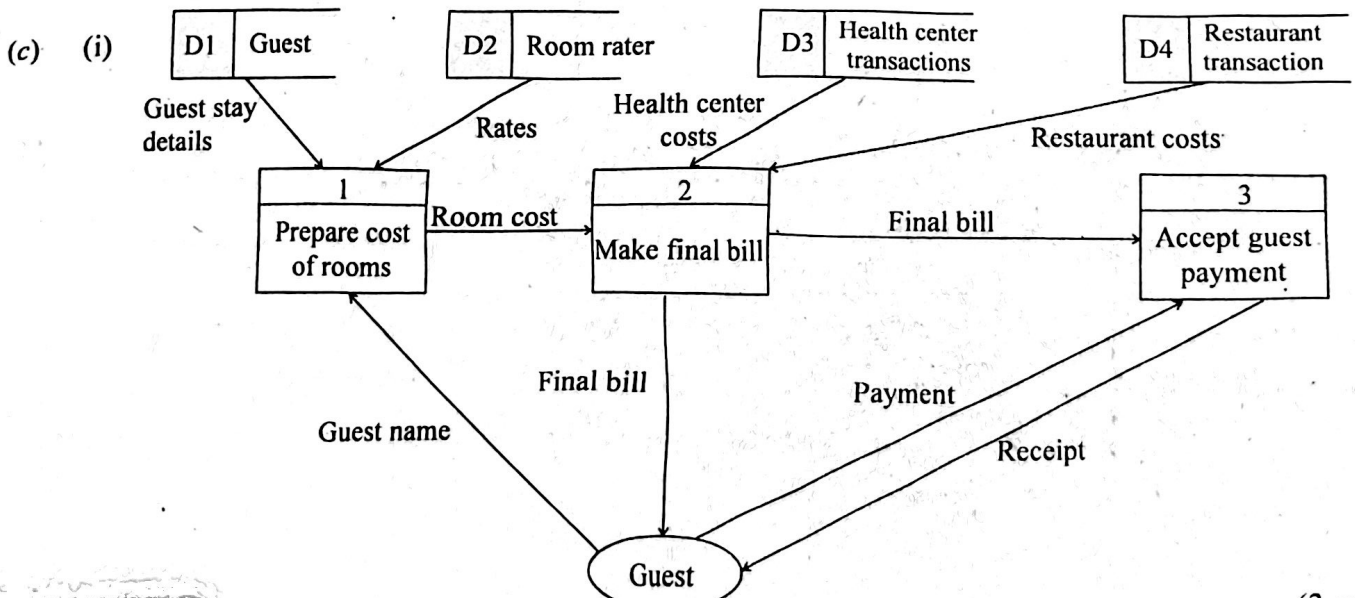 (c) (i)
D1 Guest
D2 Room rater
D3 Health center
transactions
D4 Restaurant
transaction
Guest stay
details
Rates
Health center
costs
Restaurant costs
1
Prepare cost
of rooms
Room cost
2
Make final bill
Final bill
3
Accept guest
payment
Final bill
Payment
Guest name
Receipt
Guest